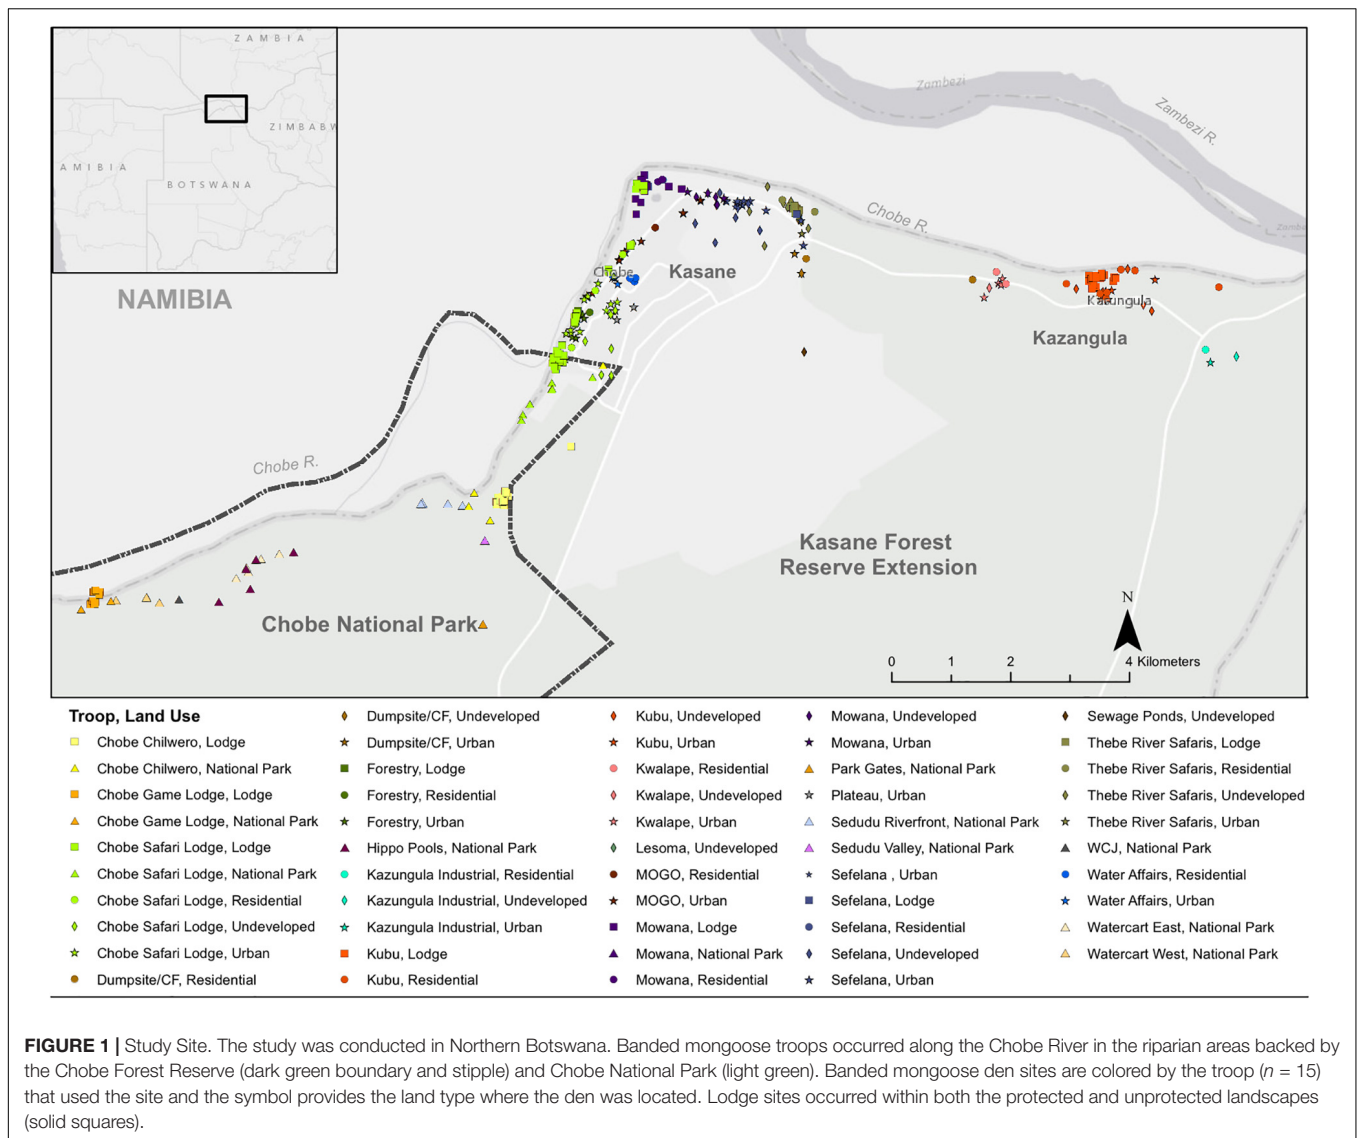 ZAMBIA
ZIMBABW
AMIBIA
BOTSWANA
Zambezi
Zambezi R.
Chobe R.
Kasane
Chobe
NAMIBIA
Kazungula
Kazangula
Chobe R.
Kasane Forest
Reserve Extension
Chobe National Park
N
0 1 2 4 Kilometers
Troop, Land Use
Chobe Chilwero, Lodge
Chobe Chilwero, National Park
Chobe Game Lodge, Lodge
Chobe Game Lodge, National Park
Chobe Safari Lodge, Lodge
Chobe Safari Lodge, National Park
Chobe Safari Lodge, Residential
Chobe Safari Lodge, Undeveloped
Chobe Safari Lodge, Urban
Dumpsite/CF, Residential
Dumpsite/CF, Undeveloped
Dumpsite/CF, Urban
Forestry, Lodge
Forestry, Residential
Forestry, Urban
Hippo Pools, National Park
Kazungula Industrial, Residential
Kazungula Industrial, Undeveloped
Kazungula Industrial, Urban
Kubu, Lodge
Kubu, Residential
Kubu, Undeveloped
Kubu, Urban
Kwalape, Residential
Kwalape, Undeveloped
Kwalape, Urban
Lesoma, Undeveloped
MOGO, Residential
MOGO, Urban
Mowana, Lodge
Mowana, National Park
Mowana, Residential
Mowana, Undeveloped
Mowana, Urban
Park Gates, National Park
Plateau, Urban
Sedudu Riverfront, National Park
Sedudu Valley, National Park
Sefelana , Urban
Sefelana, Lodge
Sefelana, Residential
Sefelana, Undeveloped
Sefelana, Urban
Sewage Ponds, Undeveloped
Thebe River Safaris, Lodge
Thebe River Safaris, Residential
Thebe River Safaris, Undeveloped
Thebe River Safaris, Urban
WCJ, National Park
Water Affairs, Residential
Water Affairs, Urban
Watercart East, National Park
Watercart West, National Park
FIGURE 1 | Study Site. The study was conducted in Northern Botswana. Banded mongoose troops occurred along the Chobe River in the riparian areas backed by
the Chobe Forest Reserve (dark green boundary and stipple) and Chobe National Park (light green). Banded mongoose den sites are colored by the troop (n = 15)
that used the site and the symbol provides the land type where the den was located. Lodge sites occurred within both the protected and unprotected landscapes
(solid squares).